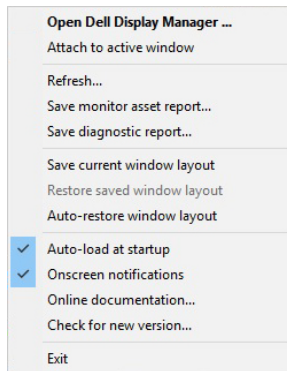 Open Dell Display Manager ...
Attach to active window
Refresh...
Save monitor asset report...
Save diagnostic report...
Save current window layout
Restore saved window layout
Auto-restore window layout
Auto-load at startup
Onscreen notifications
Online documentation...
Check for new version...
Exit